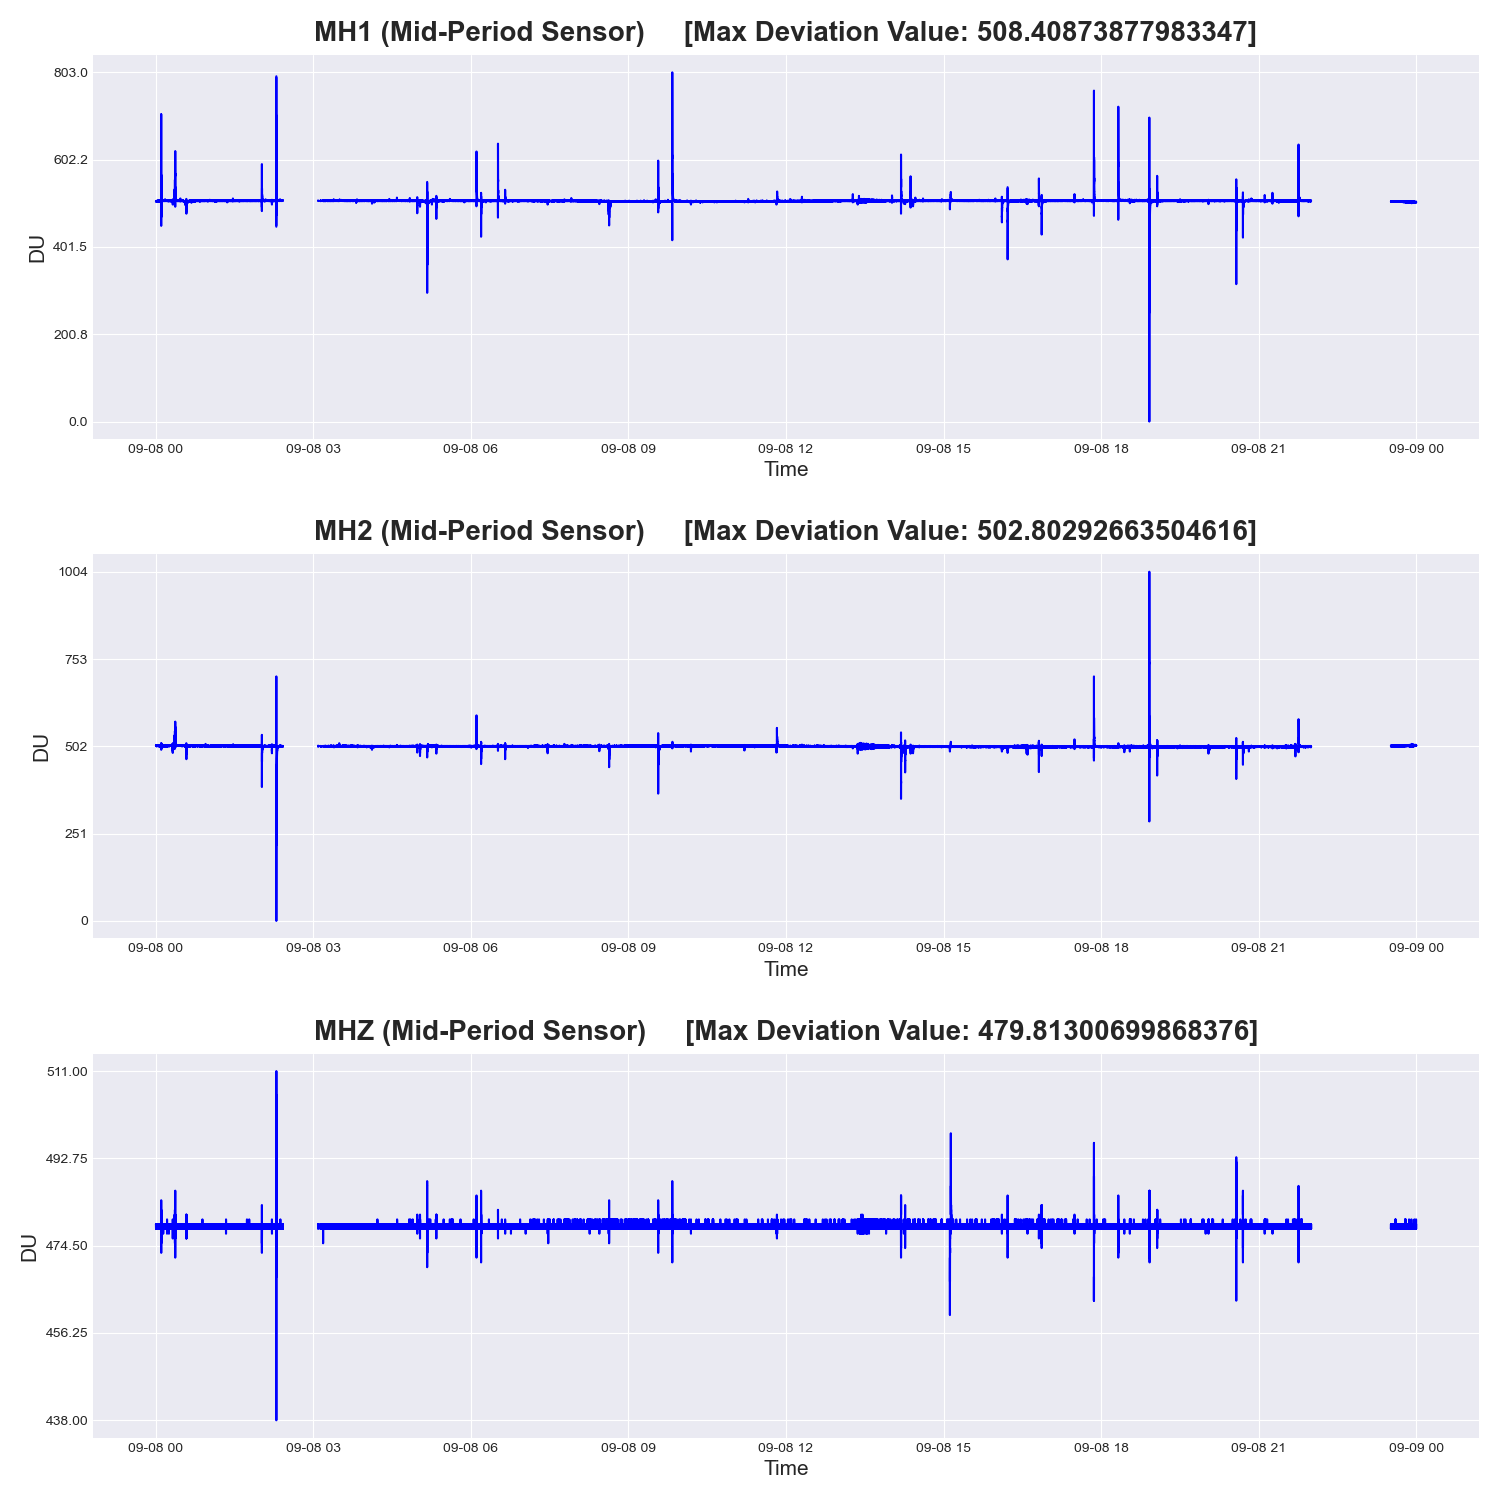 MH1 (Mid-Period Sensor) [Max Deviation Value: 508.40873877983347]
803.0
602.2
401.5
200.8
0.0
DU
09-08 00 09-08 03 09-08 06 09-08 09 09-08 12 09-08 15 09-08 18 09-08 21 09-09 00
Time
MH2 (Mid-Period Sensor) [Max Deviation Value: 502.80292663504616]
1004
753
502
251
0
DU
09-08 00 09-08 03 09-08 06 09-08 09 09-08 12 09-08 15 09-08 18 09-08 21 09-09 00
Time
MHZ (Mid-Period Sensor) [Max Deviation Value: 479.81300699868376]
511.00
492.75
474.50
456.25
438.00
DU
09-08 00 09-08 03 09-08 06 09-08 09 09-08 12 09-08 15 09-08 18 09-08 21 09-09 00
Time